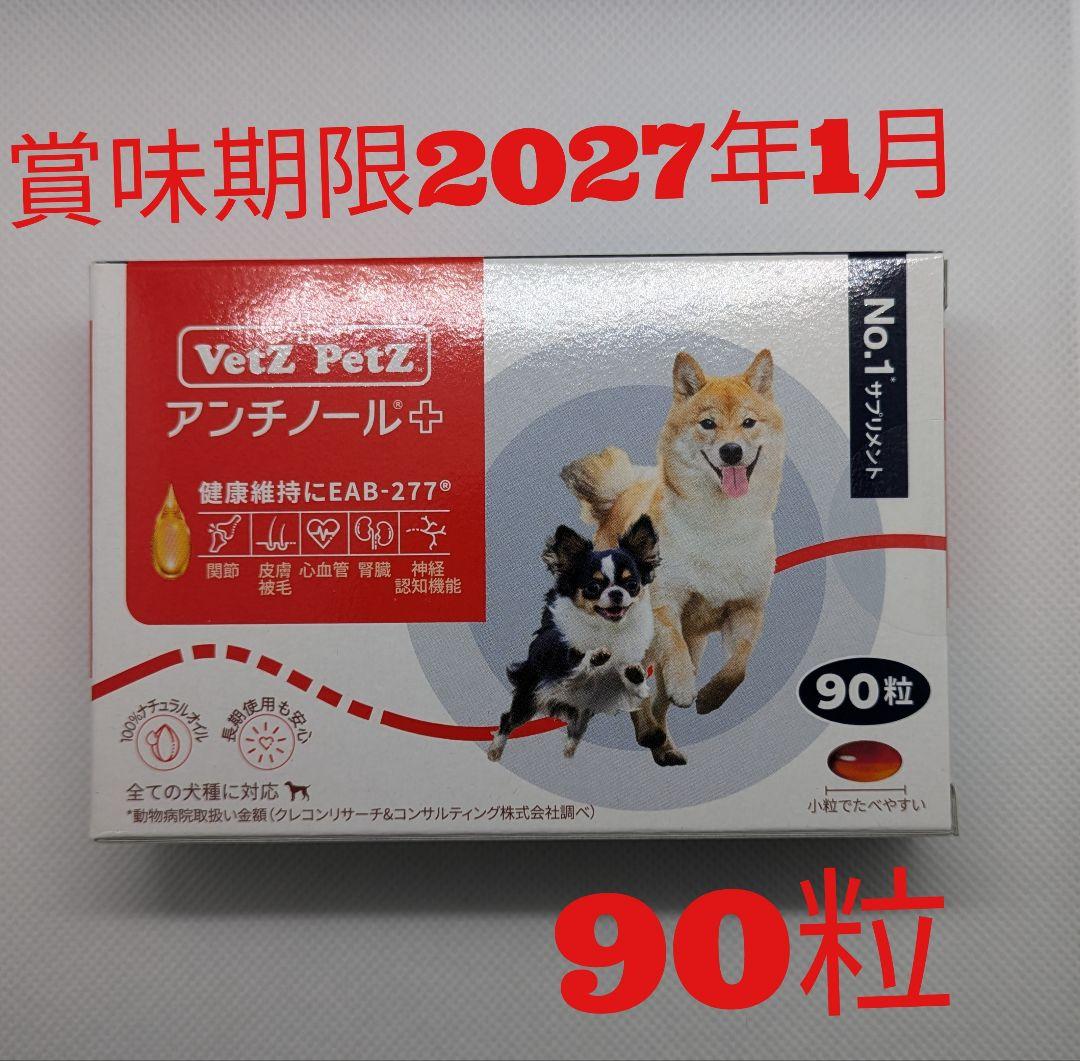 賞味期限2027年1月
VetZ PetZ™
アンチノール®+
健康維持にEAB-277®
関節
皮膚
被毛
心血管
腎臓
神経
認知機能
No.1*サプリメント
90粒
小粒でたべやすい
100%ナチュラルオイル
長期使用も安心
全ての犬種に対応
*動物病院取扱い金額(クレコンリサーチ&コンサルティング株式会社調べ)
90粒